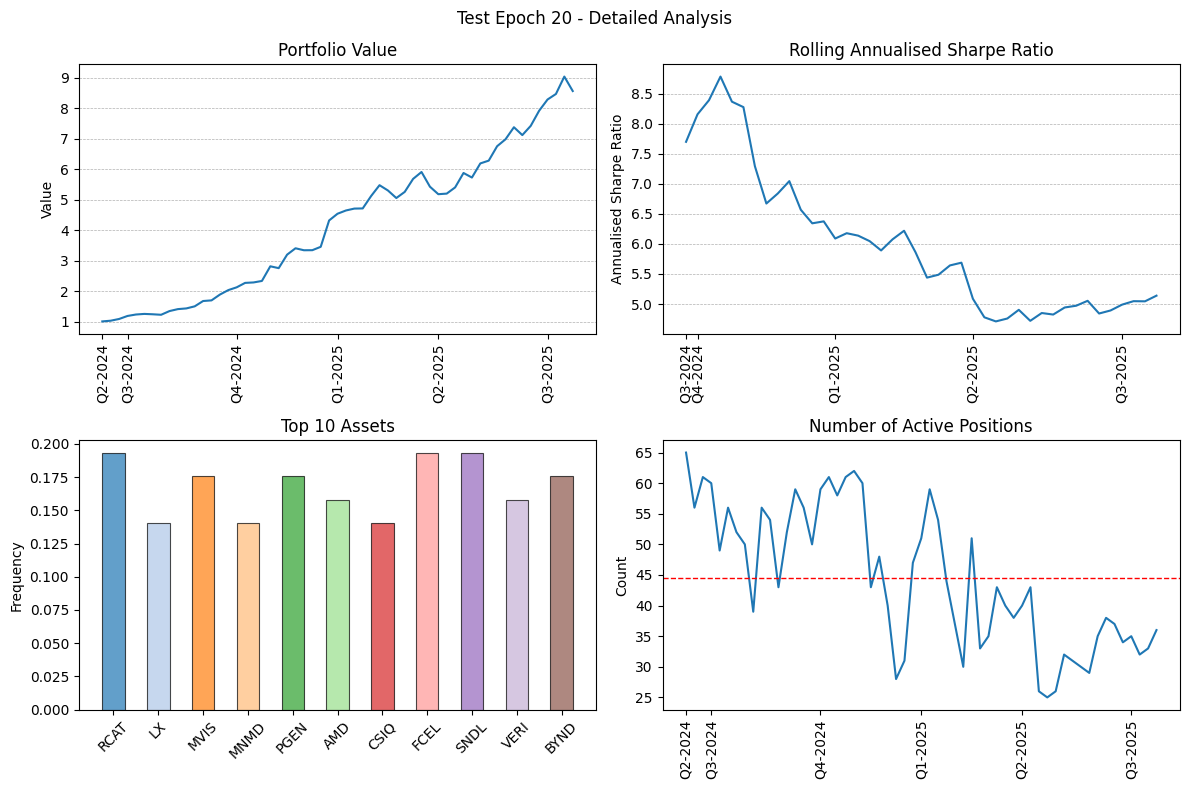 Test Epoch 20 - Detailed Analysis
Portfolio Value
Value
9
8
7
6
5
4
3
2
1
Q2-2024
Q3-2024
Q4-2024
Q1-2025
Q2-2025
Q3-2025
Rolling Annualised Sharpe Ratio
Annualised Sharpe Ratio
8.5
8.0
7.5
7.0
6.5
6.0
5.5
5.0
Q3-2024
Q4-2024
Q1-2025
Q2-2025
Q3-2025
Top 10 Assets
Frequency
0.200
0.175
0.150
0.125
0.100
0.075
0.050
0.025
0.000
RCAT
LX
MVIS
MNMD
PGEN
AMD
CSIQ
FCEL
SNDL
VERI
BYND
Number of Active Positions
Count
65
60
55
50
45
40
35
30
25
Q2-2024
Q3-2024
Q4-2024
Q1-2025
Q2-2025
Q3-2025